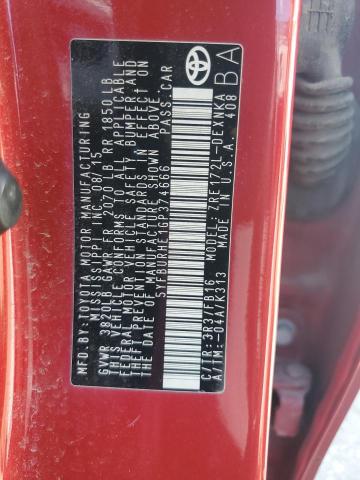 MFD. BY: TOYOTA MOTOR MANUFACTURING
MISSISSIPPI INC. 08/15
GVWR 3820LB GAWR FR 2070LB RR 1850LB
THIS VEHICLE CONFORMS TO ALL APPLICABLE
FEDERAL MOTOR VEHICLE SAFETY, BUMPER AND
THEFT PREVENTION STANDARDS IN EFFECT ON
THE DATE OF MANUFACTURE SHOWN ABOVE.
5YFBURHE1GP374666 PASS.CAR
C/TR: 3R3/FB46 MODEL: ZRE172L-DEXNKA
A/TM: -04A/K313 MADE IN U.S.A. 408
BA